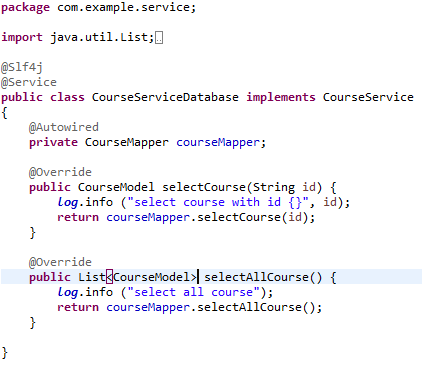 package com.example.service;
import java.util.List;
@Slf4j
@Service
public class CourseServiceDatabase implements CourseService
{
@Autowired
private CourseMapper courseMapper;
@Override
public CourseModel selectCourse(String id) {
log.info ("select course with id {}", id);
return courseMapper.selectCourse(id);
}
@Override
public List<CourseModel> selectAllCourse() {
log.info ("select all course");
return courseMapper.selectAllCourse();
}
}